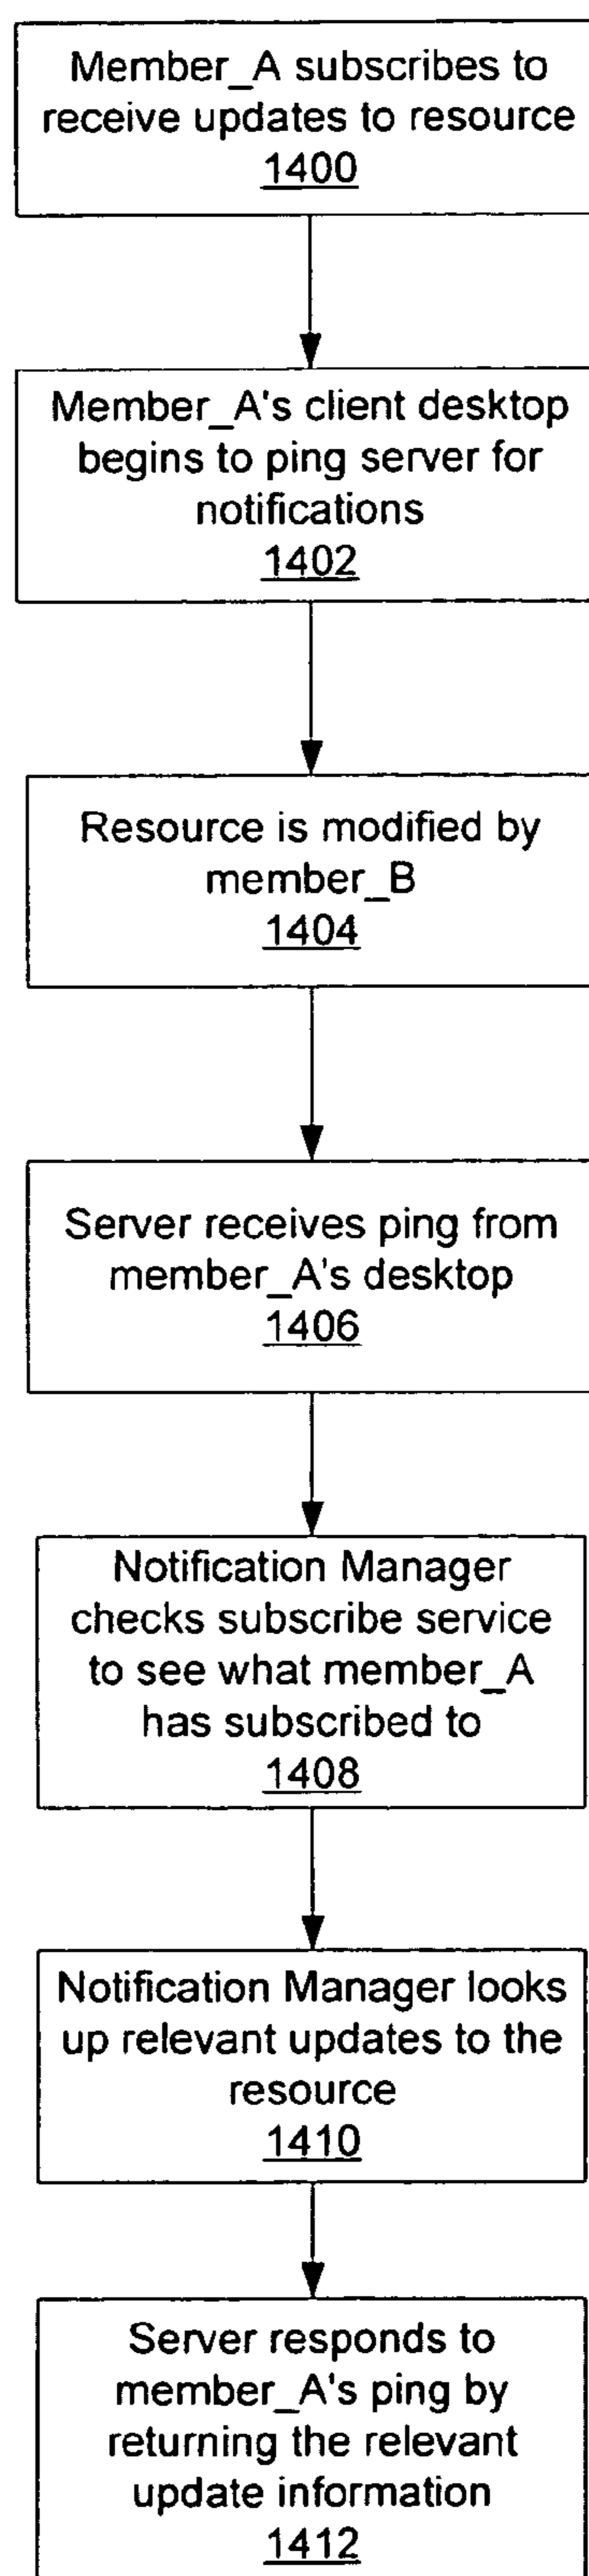 Member_A subscribes to
receive updates to resource
1400
Member_A's client desktop
begins to ping server for
notifications
1402
Resource is modified by
member_B
1404
Server receives ping from
member_A's desktop
1406
Notification Manager
checks subscribe service
to see what member_A
has subscribed to
1408
Notification Manager looks
up relevant updates to the
resource
1410
Server responds to
member_A's ping by
returning the relevant
update information
1412